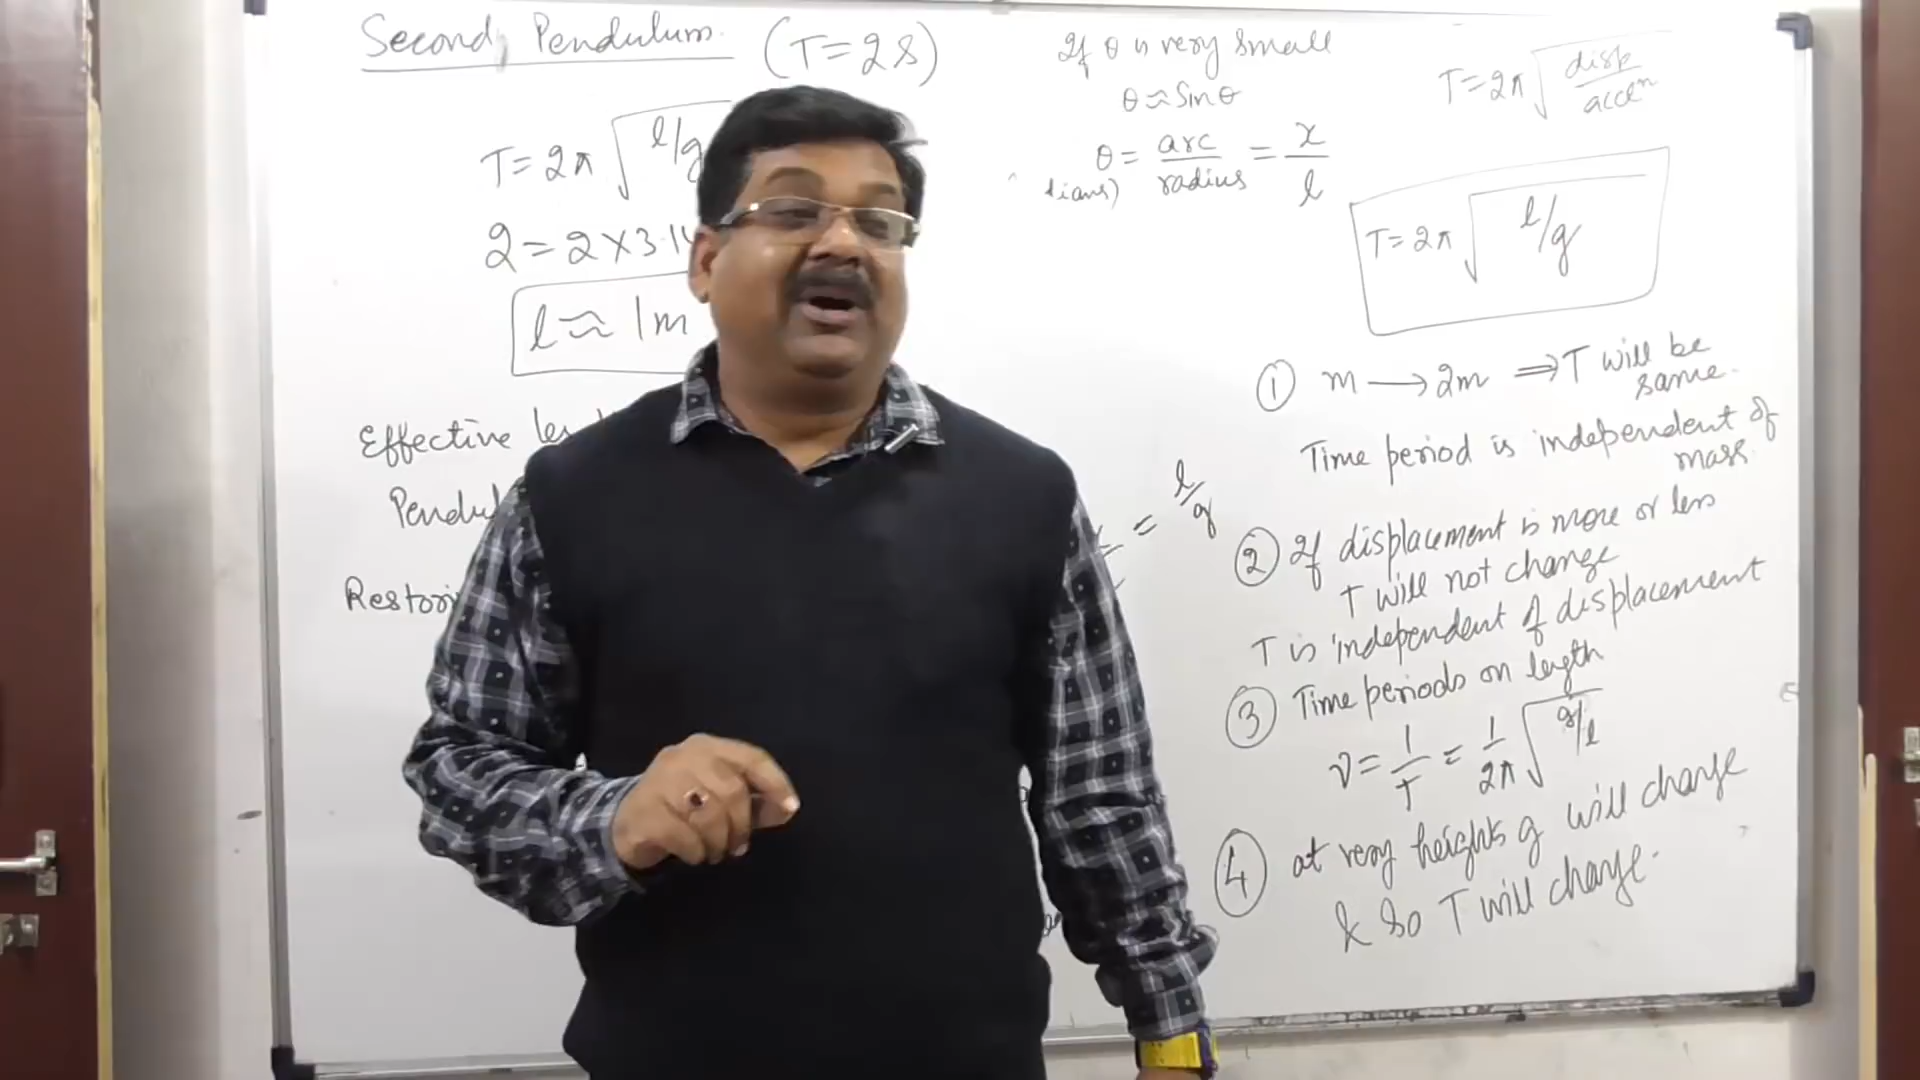 Second Pendulum (T=2s)
T=2π√l/g
2=2×3.14
l≈1m
Effective
Restori
If θ is very small
θ≈Sinθ
θ = arc/radius = x/l
dians)
T=2π√disp/accln
T=2π√l/g
= l/g
① m → 2m ⇒ T will be
same.
Time period is independent of
mass.
② If displacement is more or less
T will not change
T is independent of displacement
③ Time periods on length
ν = 1/T = 1/2π√g/l
④ at very heights g will change
& so T will change.